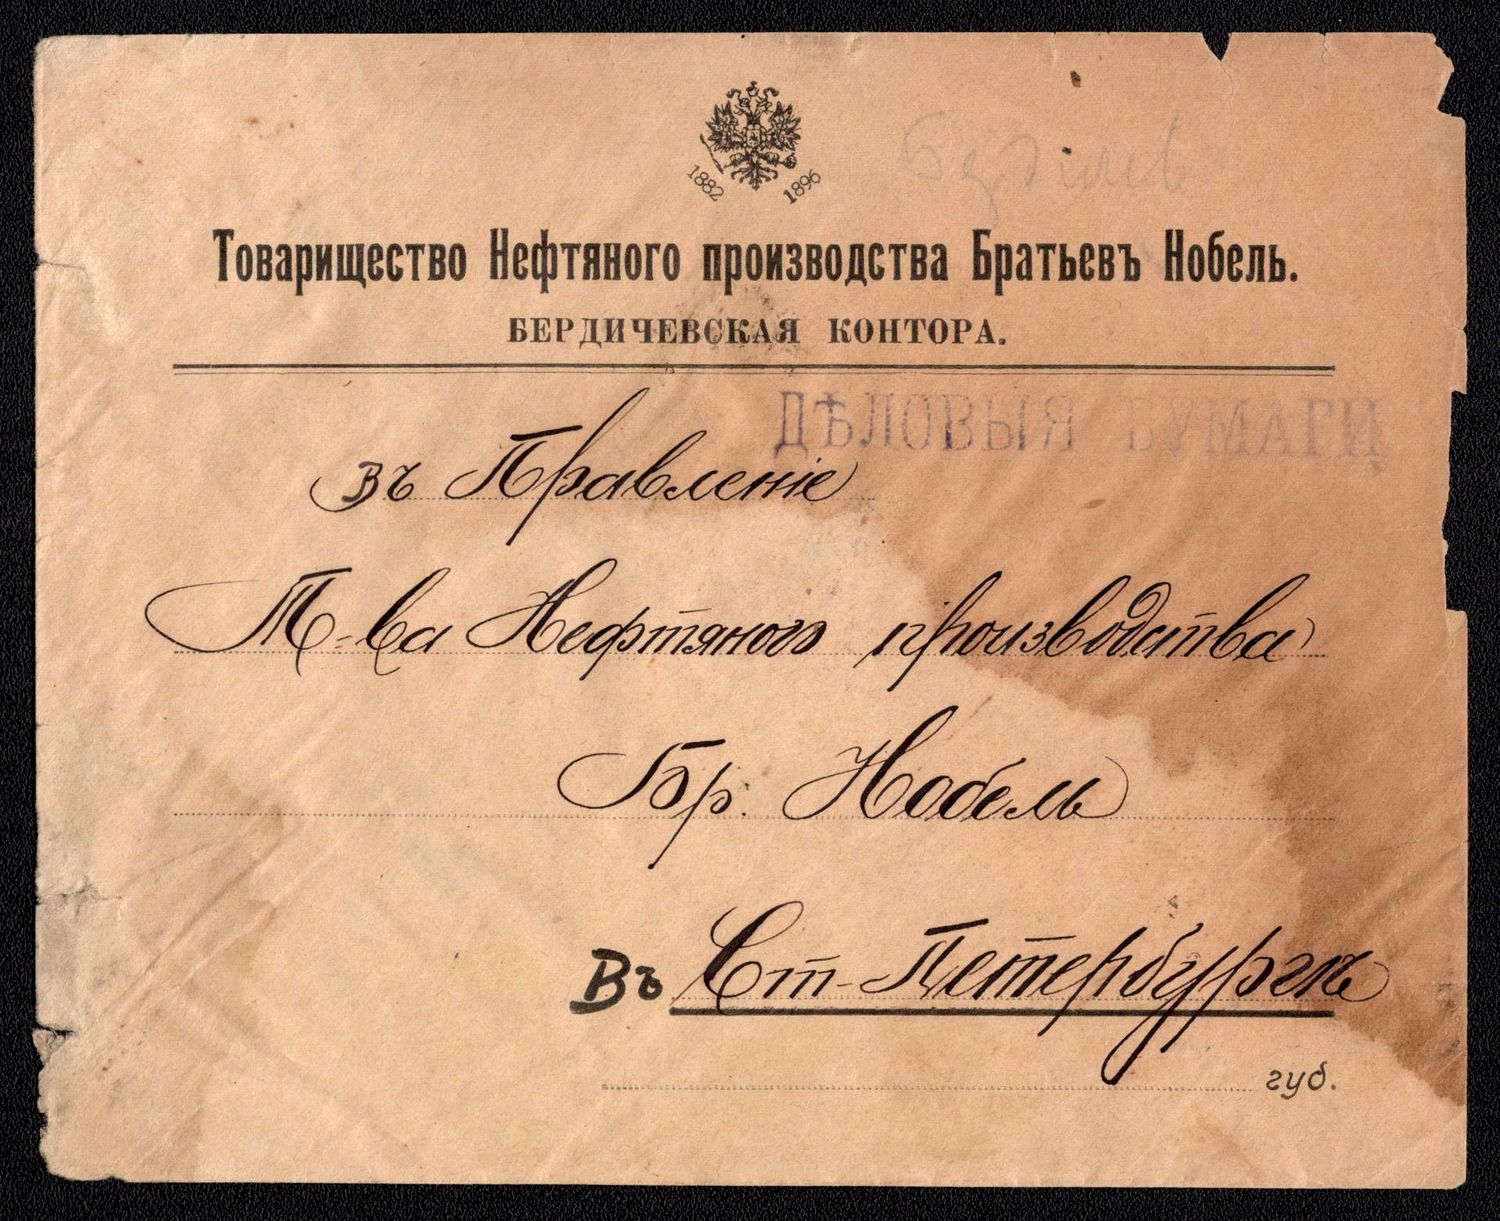 1882 1896
Товарищество Нефтяного производства Братьевъ Нобель.
БЕРДИЧЕВСКАЯ КОНТОРА.
ДѢЛОВЫЯ БУМАГИ
Въ Правленіе
Т-ва Нефтяного производства
Бр. Нобель
Въ Ст-Петербургъ
губ.